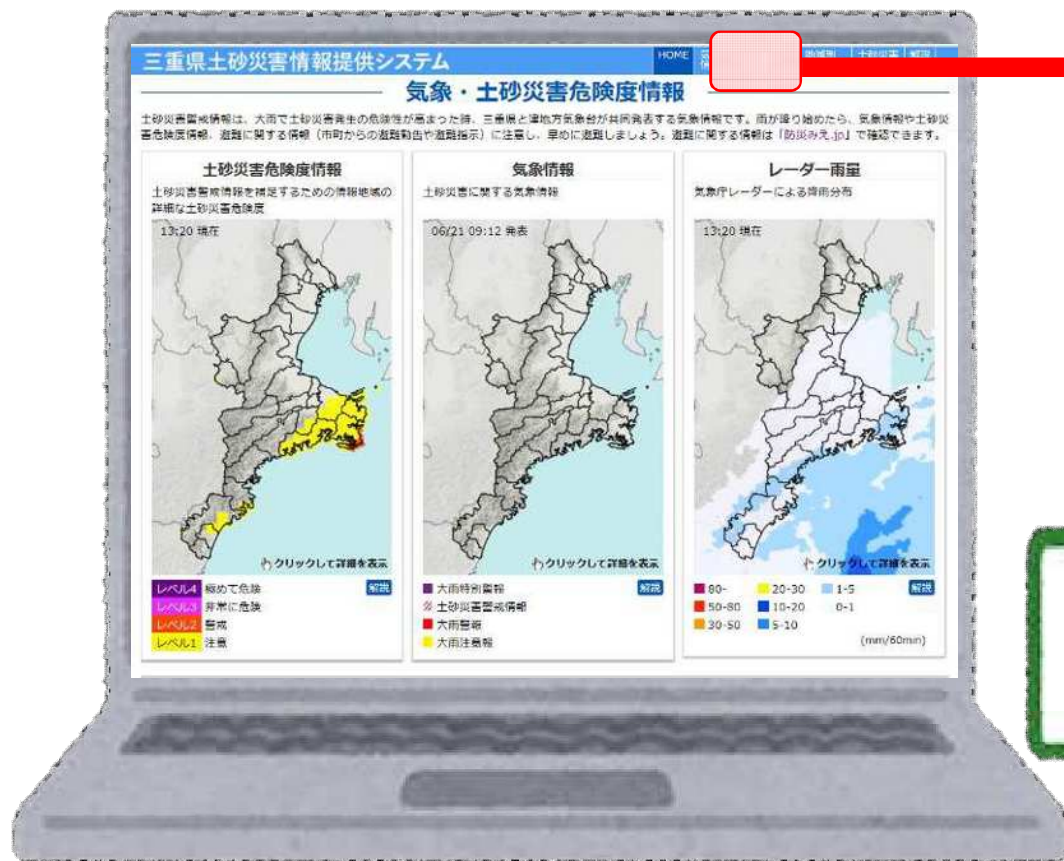 三重県土砂災害情報提供システム
HOME
土砂災害
解説
気象・土砂災害危険度情報
土砂災害警戒情報は、大雨で土砂災害発生の危険性が高まった時、三重県と津地方気象台が共同発表する気象情報です。雨が降り始めたら、気象情報や土砂災
害危険度情報、避難に関する情報（市町からの避難勧告や避難指示）に注意し、早めに避難しましょう。避難に関する情報は「防災みえ.jp」で確認できます。
土砂災害危険度情報
土砂災害警戒情報を補足するための情報地域の
詳細な土砂災害危険度
13:20 現在
クリックして詳細を表示
レベル4 極めて危険
解説
レベル3 非常に危険
レベル2 警戒
レベル1 注意
気象情報
土砂災害に関する気象情報
06/21 09:12 発表
クリックして詳細を表示
大雨特別警報
解説
土砂災害警戒情報
大雨警報
大雨注意報
レーダー雨量
気象庁レーダーによる降雨分布
13:20 現在
クリックして詳細を表示
80- 20-30 1-5
解説
50-80 10-20 0-1
30-50 5-10
(mm/60min)